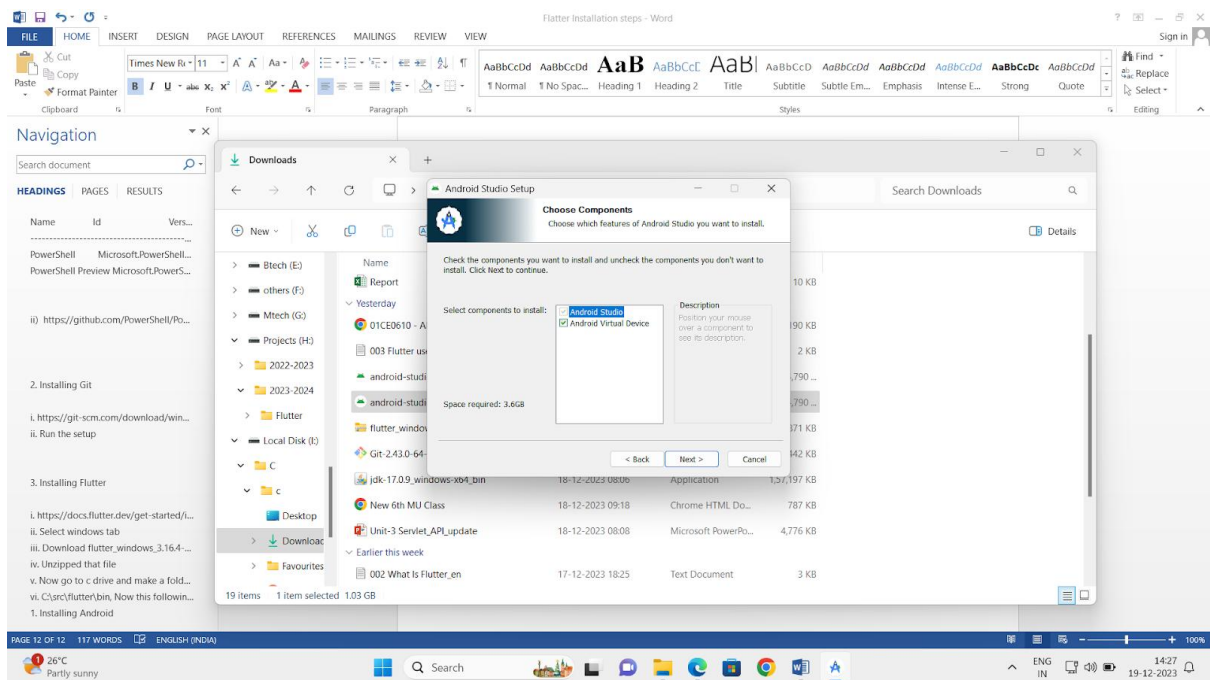 Flatter Installation steps - Word
Sign in
FILE HOME INSERT DESIGN PAGE LAYOUT REFERENCES MAILINGS REVIEW VIEW
Cut
Copy
Format Painter
Paste
Clipboard
Times New Ro 11
Font
Paragraph
AaBbCcDd AaBbCcDd AaB AaBbCcE AaB AaBbCcD AaBbCcDd AaBbCcDd AaBbCcDd AaBbCcDc AaBbCcDd
¶ Normal ¶ No Spac... Heading 1 Heading 2 Title Subtitle Subtle Em... Emphasis Intense E... Strong Quote
Styles
Find
Replace
Select
Editing
Navigation
Search document
HEADINGS PAGES RESULTS
Name Id Vers...
PowerShell Microsoft.PowerShell...
PowerShell Preview Microsoft.PowerS...
ii) https://github.com/PowerShell/Po...
2. Installing Git
i. https://git-scm.com/download/win...
ii. Run the setup
3. Installing Flutter
i. https://docs.flutter.dev/get-started/i...
ii. Select windows tab
iii. Download flutter_windows_3.16.4-...
iv. Unzipped that file
v. Now go to c drive and make a fold...
vi. C:\src\flutter\bin, Now this followin...
1. Installing Android
Downloads
Search Downloads
New
Details
Btech (E:)
others (F:)
Mtech (G:)
Projects (H:)
2022-2023
2023-2024
Flutter
Local Disk (I:)
C
c
Desktop
Downloac
Favourites
Name
Report 10 KB
Yesterday
01CE0610 - A 190 KB
003 Flutter use 2 KB
android-studi ,790 ...
android-studi ,790 ...
flutter_window 371 KB
Git-2.43.0-64- 342 KB
jdk-17.0.9_windows-x64_bin 18-12-2023 08:06 Application 1,57,197 KB
New 6th MU Class 18-12-2023 09:18 Chrome HTML Do... 787 KB
Unit-3 Servlet_API_update 18-12-2023 08:08 Microsoft PowerPo... 4,776 KB
Earlier this week
002 What Is Flutter_en 17-12-2023 18:25 Text Document 3 KB
19 items 1 item selected 1.03 GB
Android Studio Setup
Choose Components
Choose which features of Android Studio you want to install.
Check the components you want to install and uncheck the components you don't want to
install. Click Next to continue.
Select components to install:
Android Studio
Android Virtual Device
Description
Position your mouse
over a component to
see its description.
Space required: 3.6GB
< Back Next > Cancel
PAGE 12 OF 12 117 WORDS ENGLISH (INDIA) 100%
1
26°C
Partly sunny
Search
ENG
IN
14:27
19-12-2023